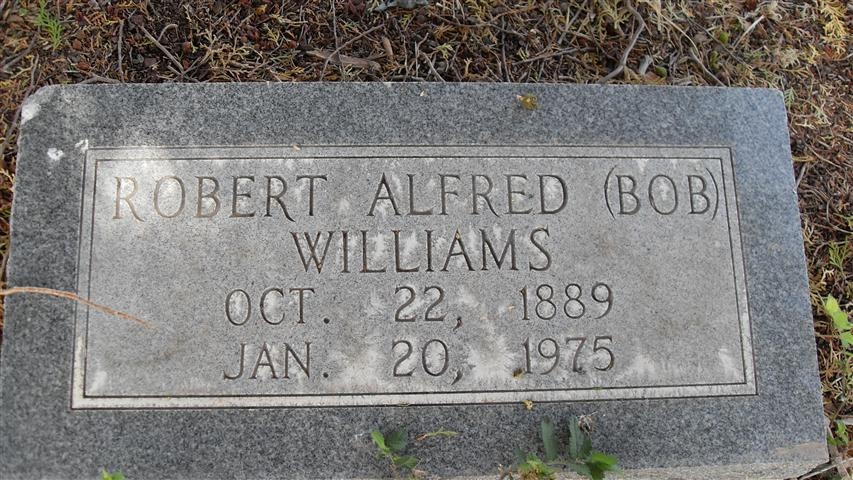 ROBERT ALFRED (BOB)
WILLIAMS
OCT. 22, 1889
JAN. 20, 1975